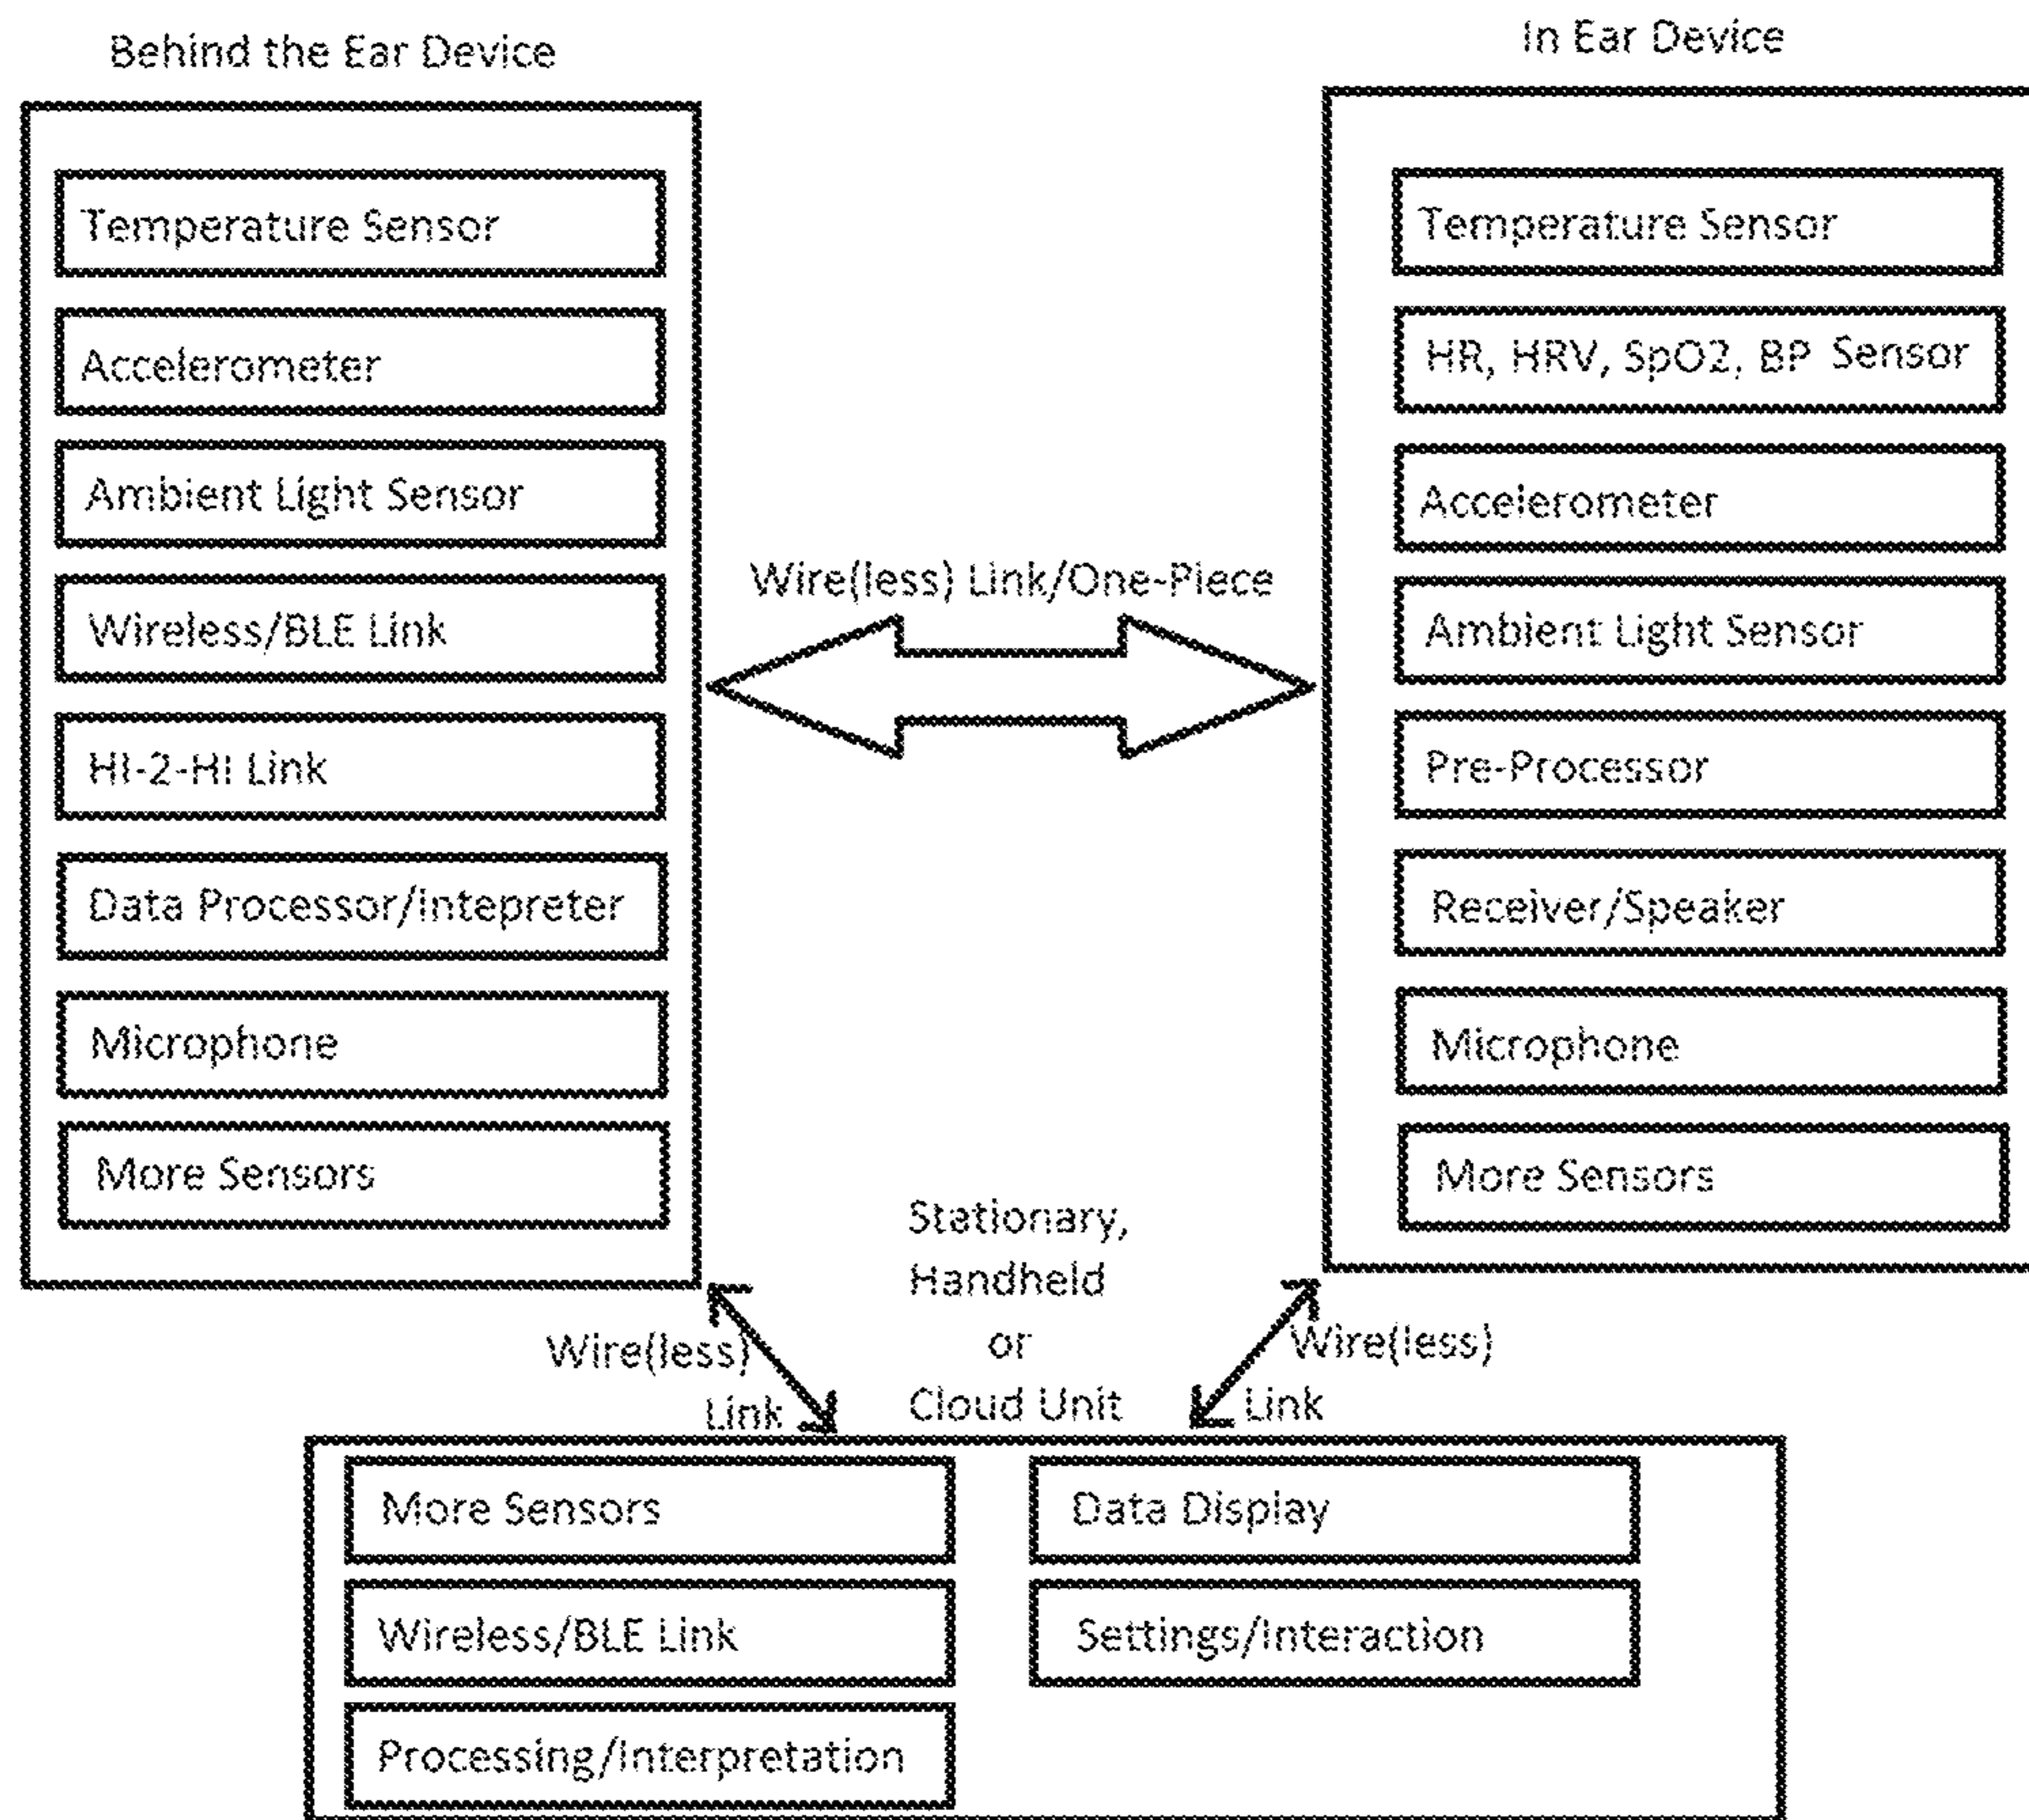 Behind the Ear Device
Temperature Sensor
Accelerometer
Ambient Light Sensor
Wireless/BLE Link
HI-2-HI Link
Data Processor/Intepreter
Microphone
More Sensors
Wire(less) Link/One-Piece
In Ear Device
Temperature Sensor
HR, HRV, SpO2, BP Sensor
Accelerometer
Ambient Light Sensor
Pre-Processor
Receiver/Speaker
Microphone
More Sensors
Wire(less)
Link
Stationary,
Handheld
or
Cloud Unit
Wire(less)
Link
More Sensors
Wireless/BLE Link
Processing/Interpretation
Data Display
Settings/Interaction